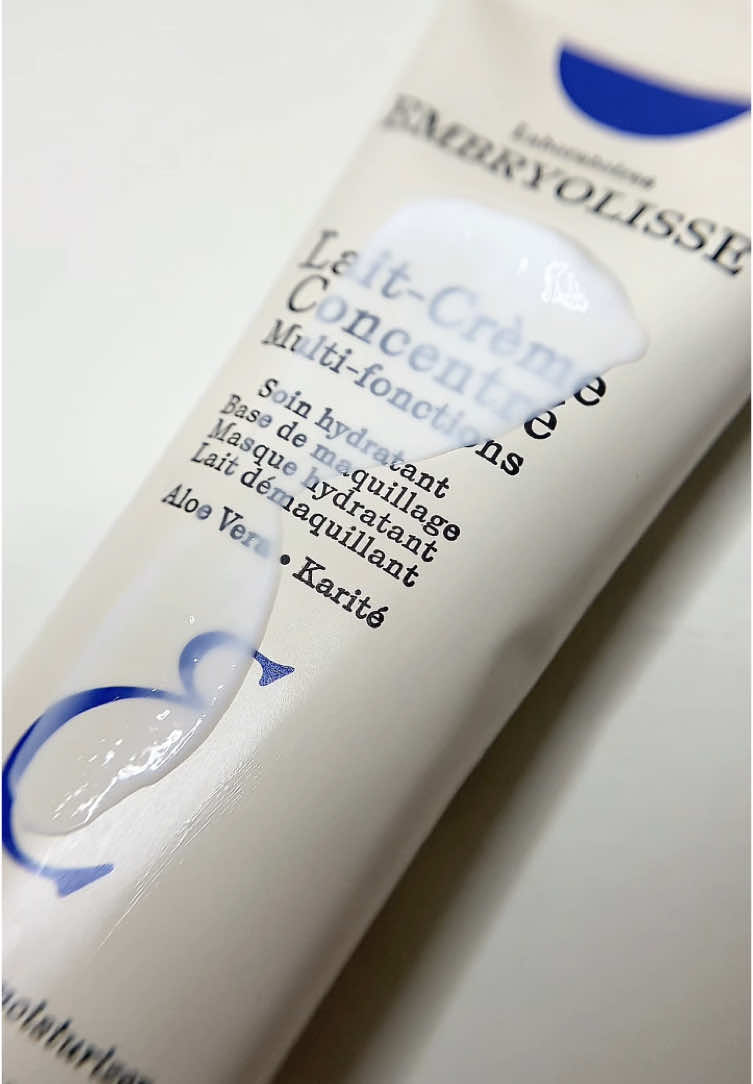 Laboratoires
EMBRYOLISSE
Lait-Crème
Concentré
Multi-fonctions
Soin hydratant
Base de maquillage
Masque hydratant
Lait démaquillant
Aloe Vera • Karité